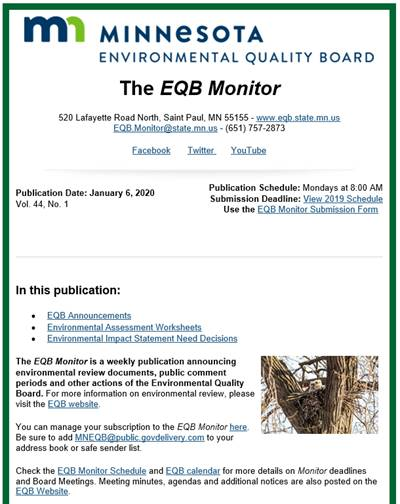 MINNESOTA
ENVIRONMENTAL QUALITY BOARD
The EQB Monitor
520 Lafayette Road North, Saint Paul, MN 55155 - www.eqb.state.mn.us
EQB.Monitor@state.mn.us - (651) 757-2873
Facebook Twitter YouTube
Publication Date: January 6, 2020
Vol. 44, No. 1
Publication Schedule: Mondays at 8:00 AM
Submission Deadline: View 2019 Schedule
Use the EQB Monitor Submission Form
In this publication:
• EQB Announcements
• Environmental Assessment Worksheets
• Environmental Impact Statement Need Decisions
The EQB Monitor is a weekly publication announcing
environmental review documents, public comment
periods and other actions of the Environmental Quality
Board. For more information on environmental review, please
visit the EQB website.
You can manage your subscription to the EQB Monitor here.
Be sure to add MNEQB@public.govdelivery.com to your
address book or safe sender list.
Check the EQB Monitor Schedule and EQB calendar for more details on Monitor deadlines
and Board Meetings. Meeting minutes, agendas and additional notices are also posted on the
EQB Website.